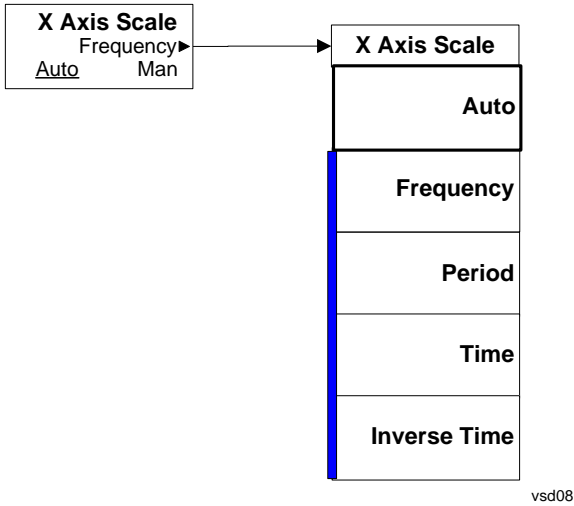 X Axis Scale
Frequency
Auto Man
X Axis Scale
Auto
Frequency
Period
Time
Inverse Time
vsd08